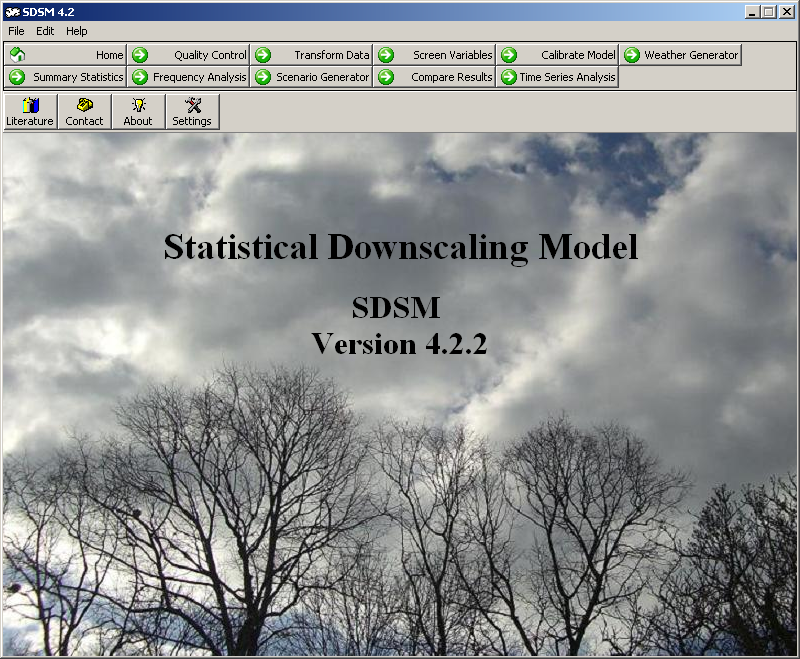 SDSM 4.2
File Edit Help
Home Quality Control Transform Data Screen Variables Calibrate Model Weather Generator
Summary Statistics Frequency Analysis Scenario Generator Compare Results Time Series Analysis
Literature Contact About Settings
Statistical Downscaling Model
SDSM
Version 4.2.2